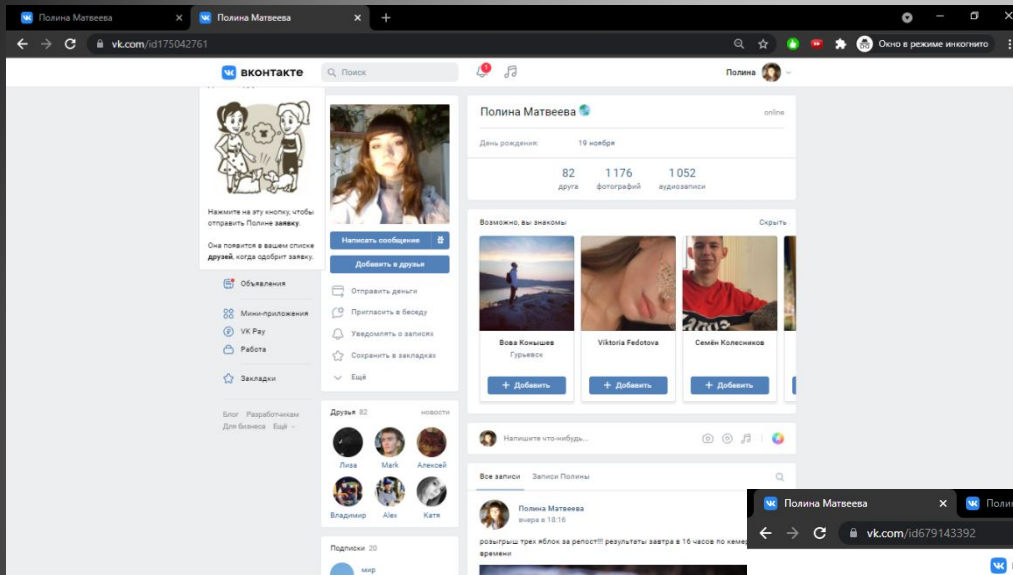 Полина Матвеева
Полина Матвеева
vk.com/id175042761
Окно в режиме инкогнито
вконтакте
Поиск
1
Полина
Нажмите на эту кнопку, чтобы
отправить Полине заявку.
Она появится в вашем списке
друзей, когда одобрит заявку.
Объявления
Мини-приложения
VK Pay
Работа
Закладки
Блог Разработчикам
Для бизнеса Ещё
Написать сообщение
Добавить в друзья
Отправить деньги
Пригласить в беседу
Уведомлять о записях
Сохранить в закладках
Ещё
Друзья 82 новости
Лиза Mark Алексей
Владимир Alex Катя
Подписки 20
мир
Полина Матвеева
online
День рождения: 19 ноября
82 1 176 1 052
друга фотографий аудиозаписи
Возможно, вы знакомы Скрыть
Вова Конышев Viktoria Fedotova Семён Колесников
Гурьевск
+ Добавить + Добавить + Добавить
Напишите что-нибудь...
Все записи Записи Полины
Полина Матвеева
вчера в 18:16
розыгрыш трех яблок за репост!!! результаты завтра в 16 часов по
времени
Полина Матвеева
vk.com/id679143392